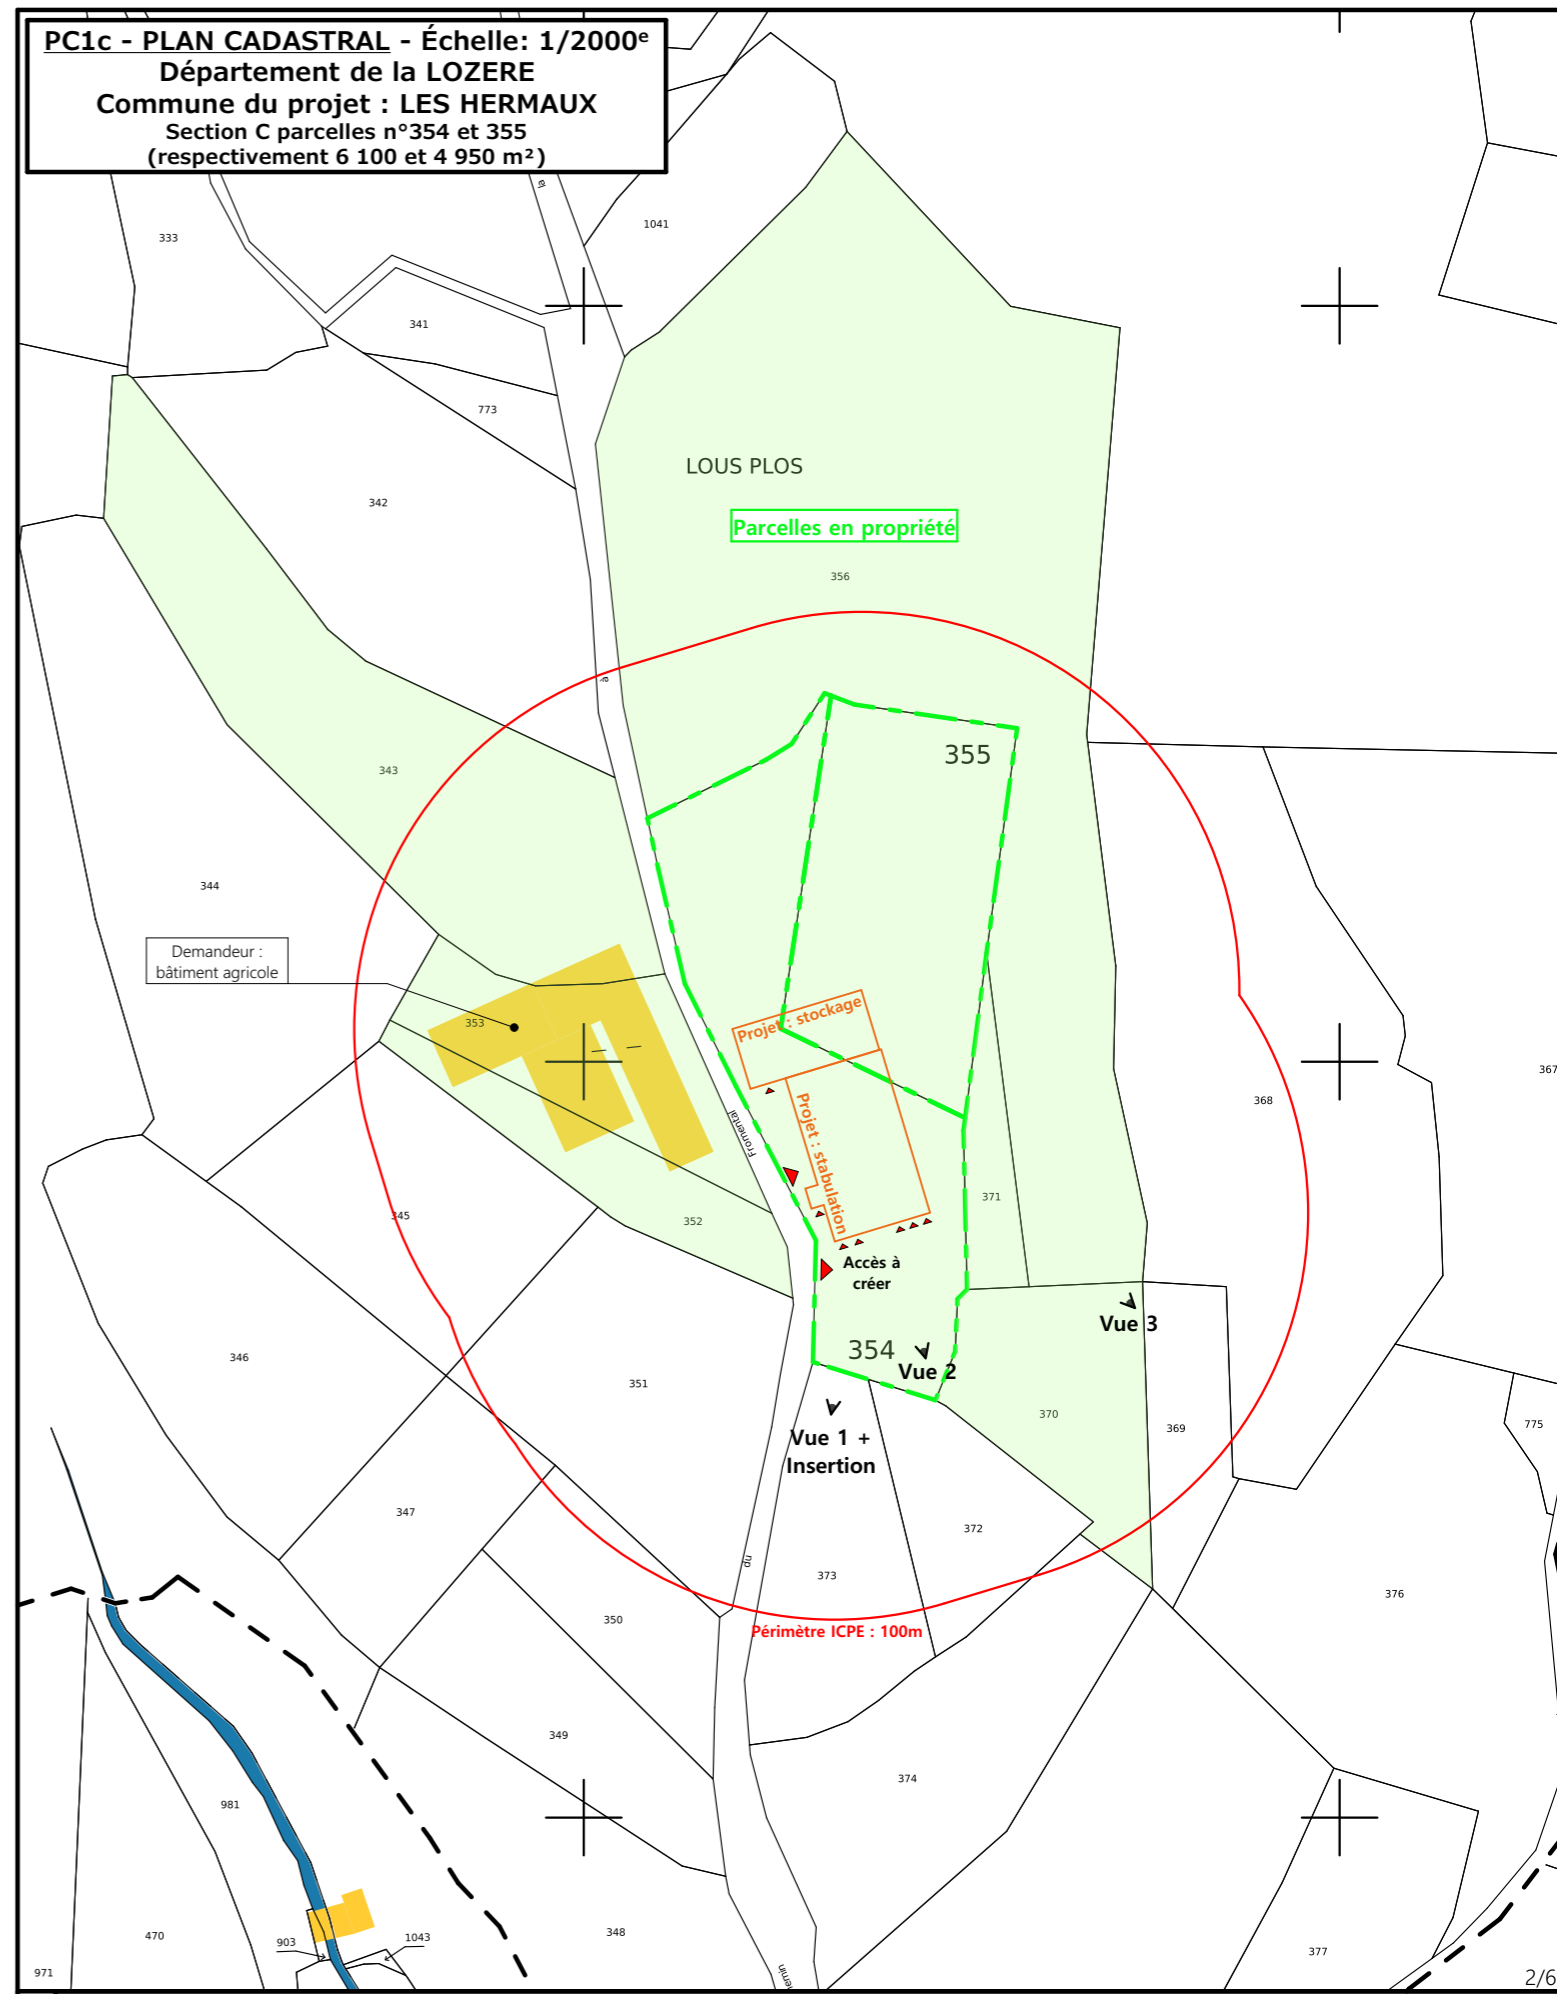 PC1c - PLAN CADASTRAL - Échelle: 1/2000ᵉ
Département de la LOZERE
Commune du projet : LES HERMAUX
Section C parcelles n°354 et 355
(respectivement 6 100 et 4 950 m²)
la
333
1041
341
773
342
LOUS PLOS
Parcelles en propriété
356
à
355
343
344
Demandeur :
bâtiment agricole
353
Projet : stockage
367
368
Fromental
Projet : stabulation
371
345
352
Accès à
créer
Vue 3
354
Vue 2
346
351
370
369
775
Vue 1 +
Insertion
347
372
du
373
376
350
Périmètre ICPE : 100m
349
374
981
470
903
1043
348
377
971
hemin
2/6